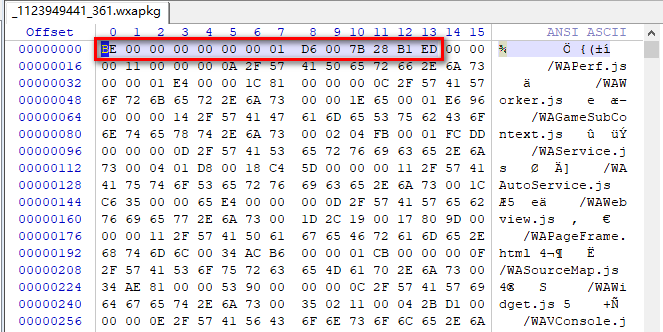 _1123949441_361.wxapkg
Offset 0 1 2 3 4 5 6 7 8 9 10 11 12 13 14 15 ANSI ASCII
00000000 BE 00 00 00 00 00 00 01 D6 00 7B 28 B1 ED 00 00 ¾ Ö {(±í
00000016 00 11 00 00 00 0A 2F 57 41 50 65 72 66 2E 6A 73 /WAPerf.js
00000032 00 00 01 E4 00 00 1C 81 00 00 00 0C 2F 57 41 57 ä /WAW
00000048 6F 72 6B 65 72 2E 6A 73 00 00 1E 65 00 01 E6 96 orker.js e æ–
00000064 00 00 00 14 2F 57 41 47 61 6D 65 53 75 62 43 6F /WAGameSubCo
00000080 6E 74 65 78 74 2E 6A 73 00 02 04 FB 00 01 FC DD ntext.js û üÝ
00000096 00 00 00 0D 2F 57 41 53 65 72 76 69 63 65 2E 6A /WAService.j
00000112 73 00 04 01 D8 00 18 C4 5D 00 00 00 11 2F 57 41 s Ø Ä] /WA
00000128 41 75 74 6F 53 65 72 76 69 63 65 2E 6A 73 00 1C AutoService.js
00000144 C6 35 00 00 65 E4 00 00 00 0D 2F 57 41 57 65 62 Æ5 eä /WAWeb
00000160 76 69 65 77 2E 6A 73 00 1D 2C 19 00 17 80 9D 00 view.js , €
00000176 00 00 11 2F 57 41 50 61 67 65 46 72 61 6D 65 2E /WAPageFrame.
00000192 68 74 6D 6C 00 34 AC B6 00 00 01 CB 00 00 00 0F html 4¬¶ Ë
00000208 2F 57 41 53 6F 75 72 63 65 4D 61 70 2E 6A 73 00 /WASourceMap.js
00000224 34 AE 81 00 00 53 90 00 00 00 0C 2F 57 41 57 69 4® S /WAWi
00000240 64 67 65 74 2E 6A 73 00 35 02 11 00 04 2B D1 00 dget.js 5 +Ñ
00000256 00 00 0E 2F 57 41 56 43 6F 6E 73 6F 6C 65 2E 6A /WAVConsole.j